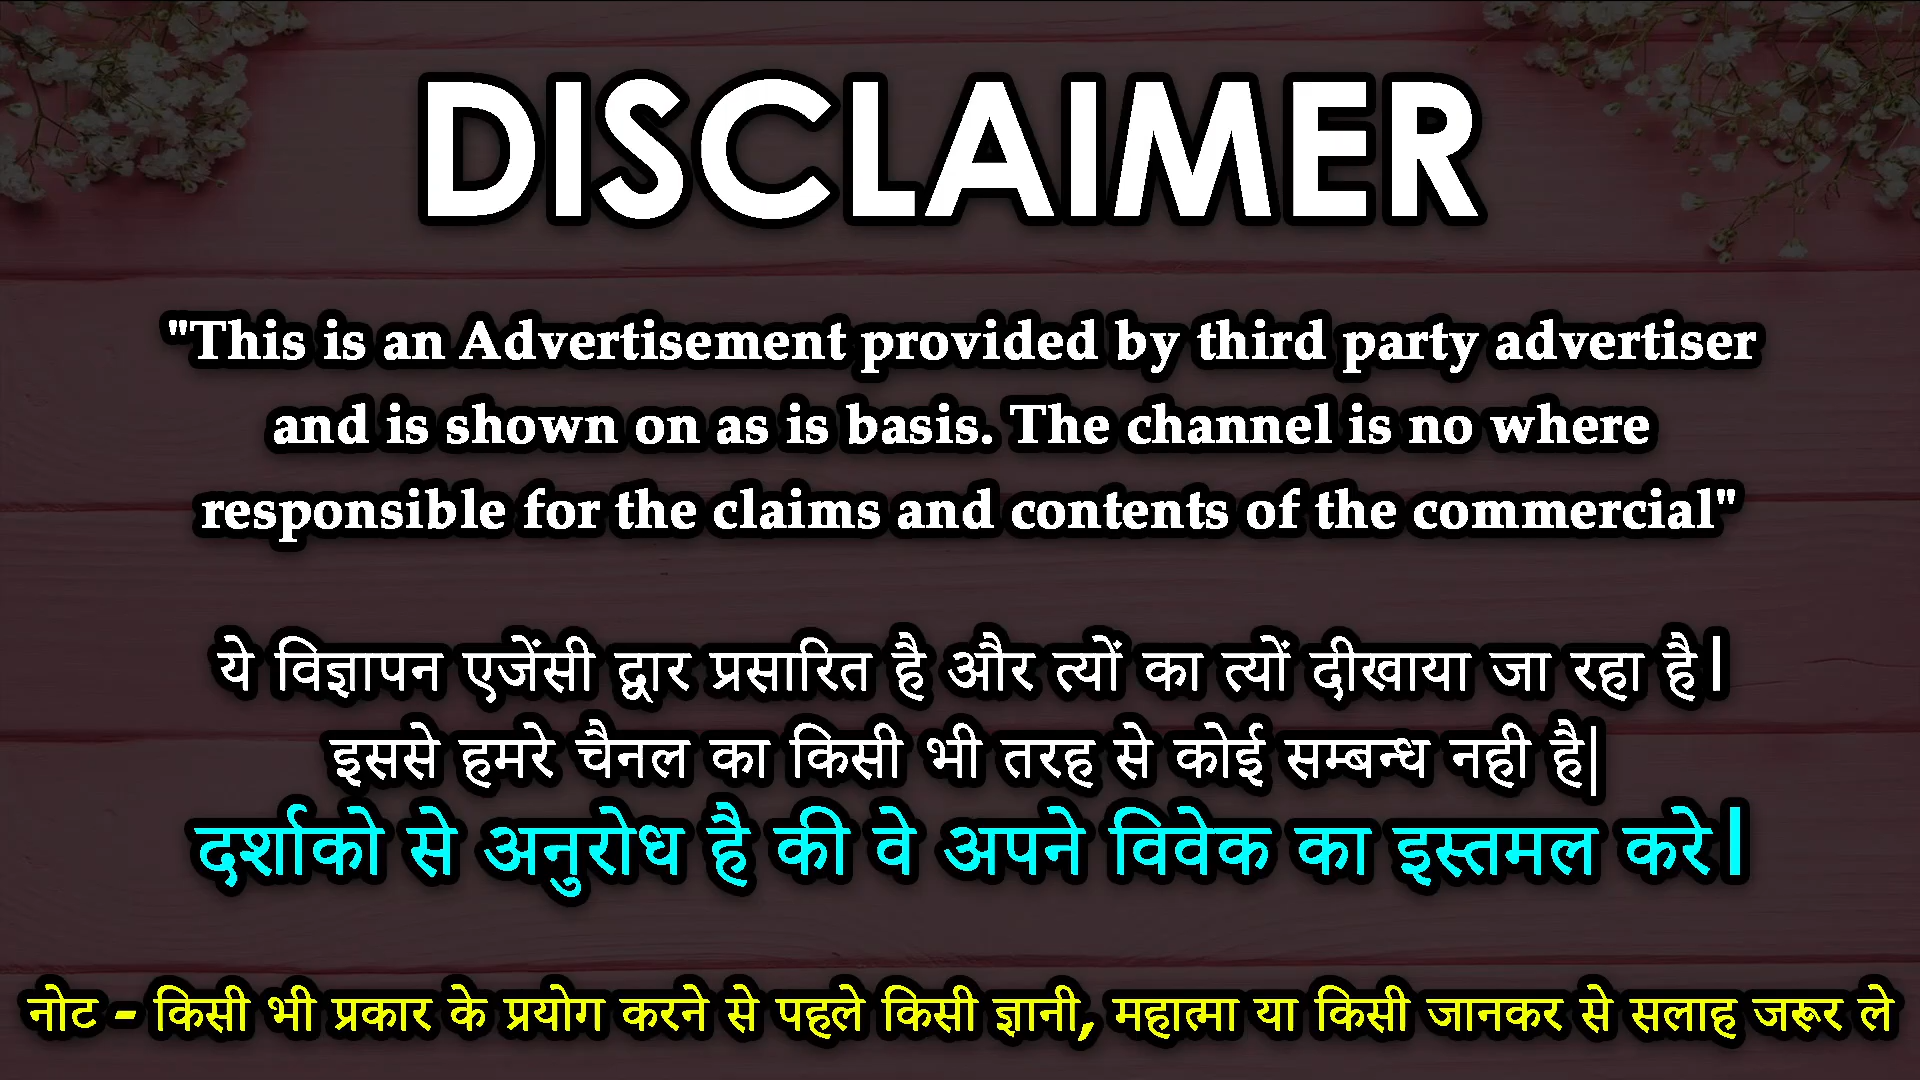 DISCLAIMER
"This is an Advertisement provided by third party advertiser
and is shown on as is basis. The channel is no where
responsible for the claims and contents of the commercial"
ये विज्ञापन एजेंसी द्वार प्रसारित है और त्यों का त्यों दीखाया जा रहा है।
इससे हमरे चैनल का किसी भी तरह से कोई सम्बन्ध नही है|
दर्शाको से अनुरोध है की वे अपने विवेक का इस्तमल करे।
नोट - किसी भी प्रकार के प्रयोग करने से पहले किसी ज्ञानी, महात्मा या किसी जानकर से सलाह जरूर ले